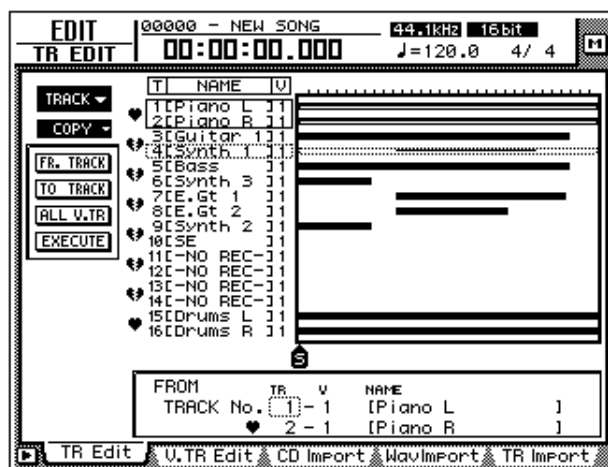 EDIT
TR EDIT
00000 - NEW SONG
00:00:00.000
44.1kHz 16bit
♩=120.0 4/ 4
M
TRACK
COPY
FR. TRACK
TO TRACK
ALL V.TR
EXECUTE
T NAME V
1[Piano L ]1
2[Piano R ]1
3[Guitar 1]1
4[Synth 1 ]1
5[Bass ]1
6[Synth 3 ]1
7[E.Gt 1 ]1
8[E.Gt 2 ]1
9[Synth 2 ]1
10[SE ]1
11[-NO REC-]1
12[-NO REC-]1
13[-NO REC-]1
14[-NO REC-]1
15[Drums L ]1
16[Drums R ]1
S
FROM TR V NAME
TRACK No. 1 - 1 [Piano L ]
♥ 2 - 1 [Piano R ]
TR Edit V.TR Edit CD Import WavImport TR Import